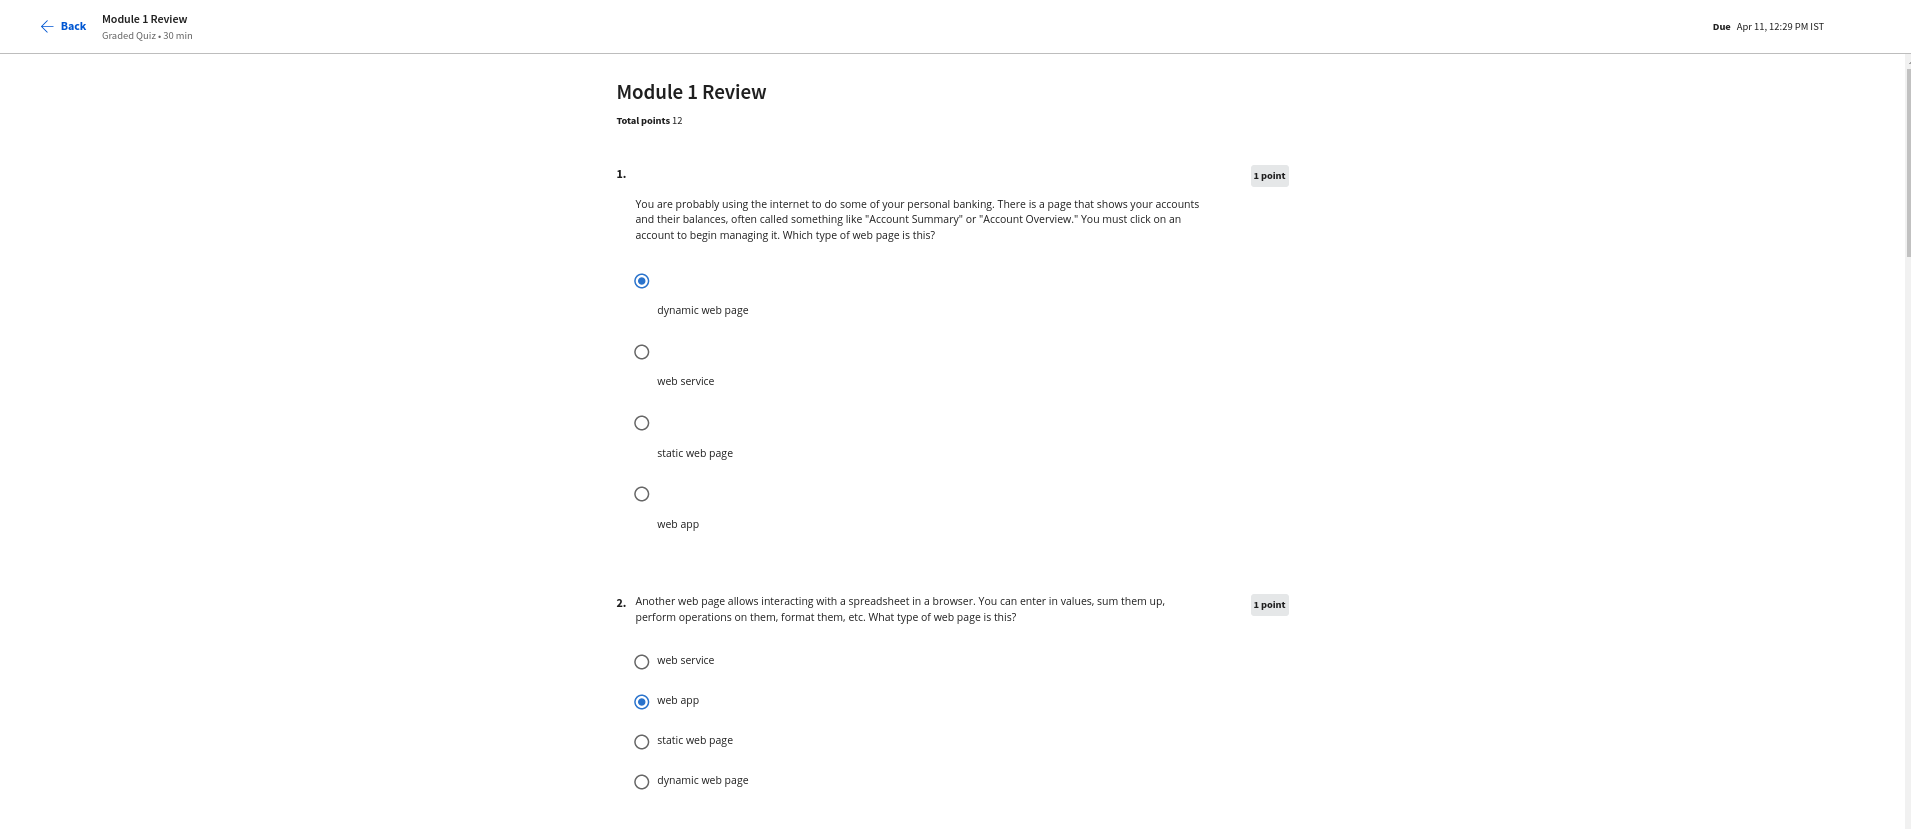 Back
Module 1 Review
Graded Quiz • 30 min
Due Apr 11, 12:29 PM IST
Module 1 Review
Total points 12
1.
1 point
You are probably using the internet to do some of your personal banking. There is a page that shows your accounts
and their balances, often called something like "Account Summary" or "Account Overview." You must click on an
account to begin managing it. Which type of web page is this?
dynamic web page
web service
static web page
web app
2. Another web page allows interacting with a spreadsheet in a browser. You can enter in values, sum them up,
perform operations on them, format them, etc. What type of web page is this?
1 point
web service
web app
static web page
dynamic web page